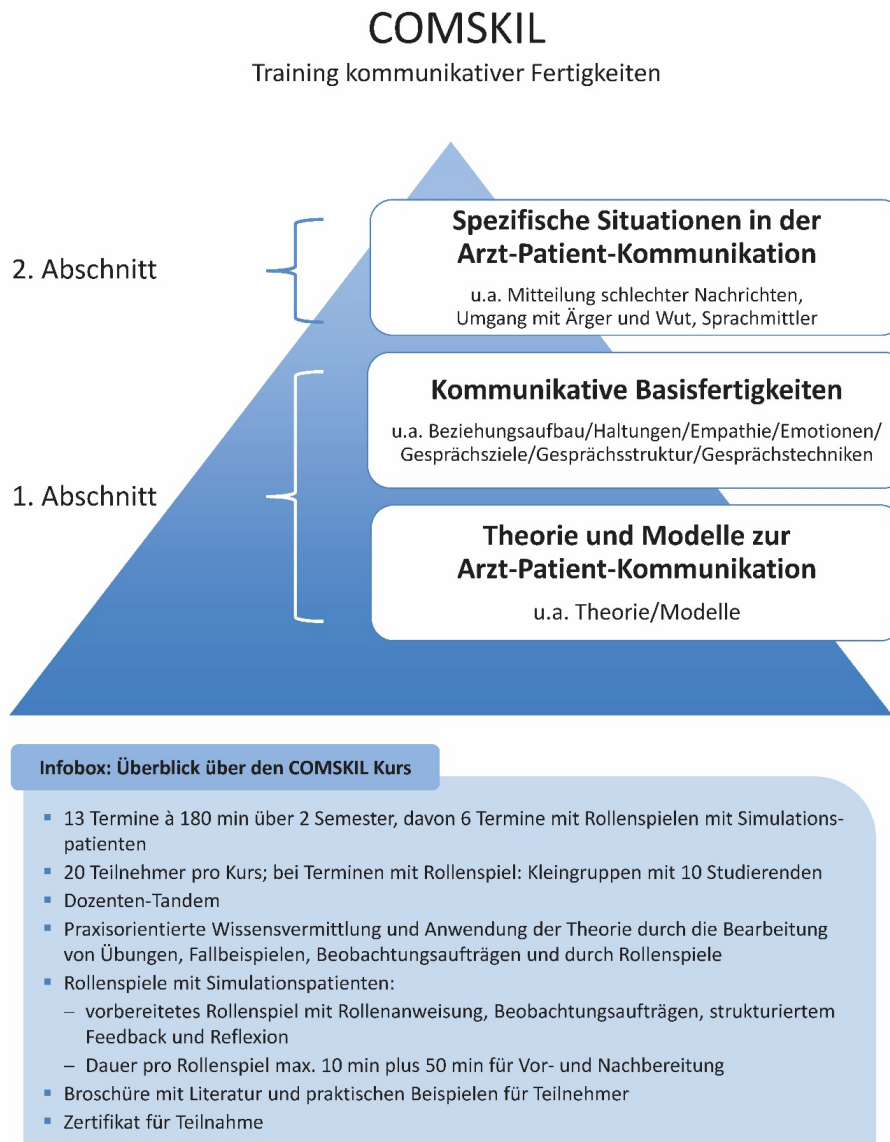 COMSKIL
Training kommunikativer Fertigkeiten
2. Abschnitt
Spezifische Situationen in der
Arzt-Patient-Kommunikation
u.a. Mitteilung schlechter Nachrichten,
Umgang mit Ärger und Wut, Sprachmittler
1. Abschnitt
Kommunikative Basisfertigkeiten
u.a. Beziehungsaufbau/Haltungen/Empathie/Emotionen/
Gesprächsziele/Gesprächsstruktur/Gesprächstechniken
Theorie und Modelle zur
Arzt-Patient-Kommunikation
u.a. Theorie/Modelle
Infobox: Überblick über den COMSKIL Kurs
▪ 13 Termine à 180 min über 2 Semester, davon 6 Termine mit Rollenspielen mit Simulations-
patienten
▪ 20 Teilnehmer pro Kurs; bei Terminen mit Rollenspiel: Kleingruppen mit 10 Studierenden
▪ Dozenten-Tandem
▪ Praxisorientierte Wissensvermittlung und Anwendung der Theorie durch die Bearbeitung
von Übungen, Fallbeispielen, Beobachtungsaufträgen und durch Rollenspiele
▪ Rollenspiele mit Simulationspatienten:
– vorbereitetes Rollenspiel mit Rollenanweisung, Beobachtungsaufträgen, strukturiertem
Feedback und Reflexion
– Dauer pro Rollenspiel max. 10 min plus 50 min für Vor- und Nachbereitung
▪ Broschüre mit Literatur und praktischen Beispielen für Teilnehmer
▪ Zertifikat für Teilnahme